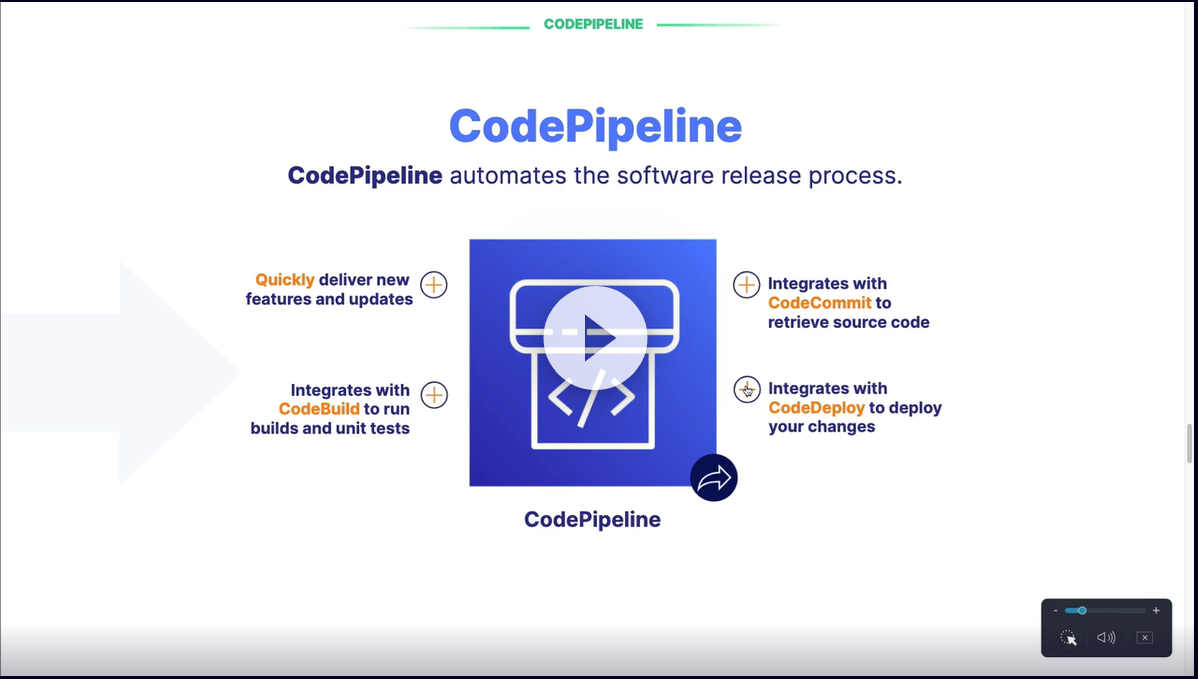 CODEPIPELINE
CodePipeline
CodePipeline automates the software release process.
Quickly deliver new
features and updates
Integrates with
CodeBuild to run
builds and unit tests
Integrates with
CodeCommit to
retrieve source code
Integrates with
CodeDeploy to deploy
your changes
CodePipeline